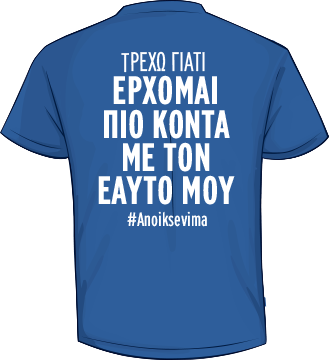 ΤΡΕΧΩ ΓΙΑΤΙ
ΕΡΧΟΜΑΙ
ΠΙΟ ΚΟΝΤΑ
ΜΕ ΤΟΝ
ΕΑΥΤΟ ΜΟΥ
#Anoiksevima